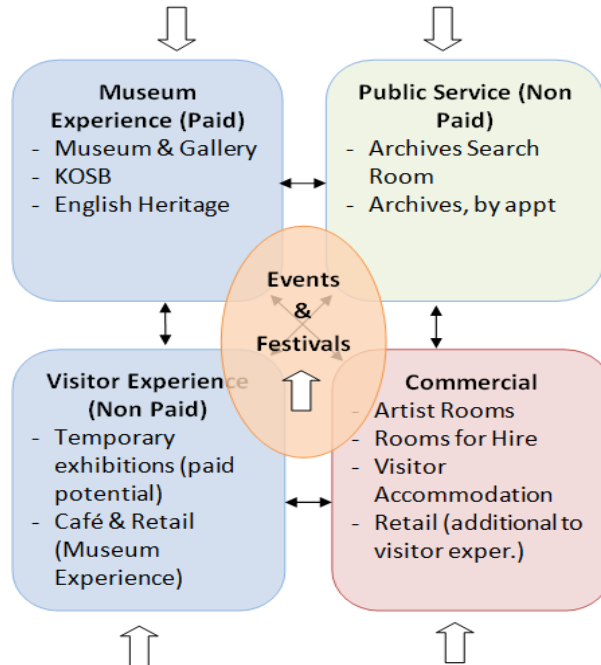 Museum
Experience (Paid)
- Museum & Gallery
- KOSB
- English Heritage
Public Service (Non
Paid)
- Archives Search
Room
- Archives, by appt
Events
&
Festivals
Visitor Experience
(Non Paid)
- Temporary
exhibitions (paid
potential)
- Café & Retail
(Museum
Experience)
Commercial
- Artist Rooms
- Rooms for Hire
- Visitor
Accommodation
- Retail (additional to
visitor exper.)